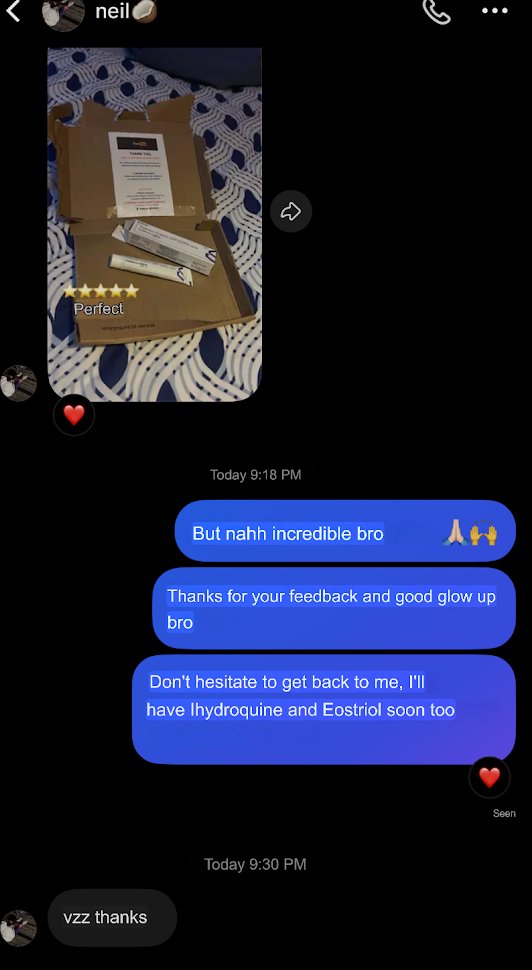 neil🥥
THANK YOU
Perfect
Today 9:18 PM
But nahh incredible bro 🙏🏻🙌
Thanks for your feedback and good glow up
bro
Don't hesitate to get back to me, I'll
have Ihydroquine and Eostriol soon too
Seen
Today 9:30 PM
vzz thanks